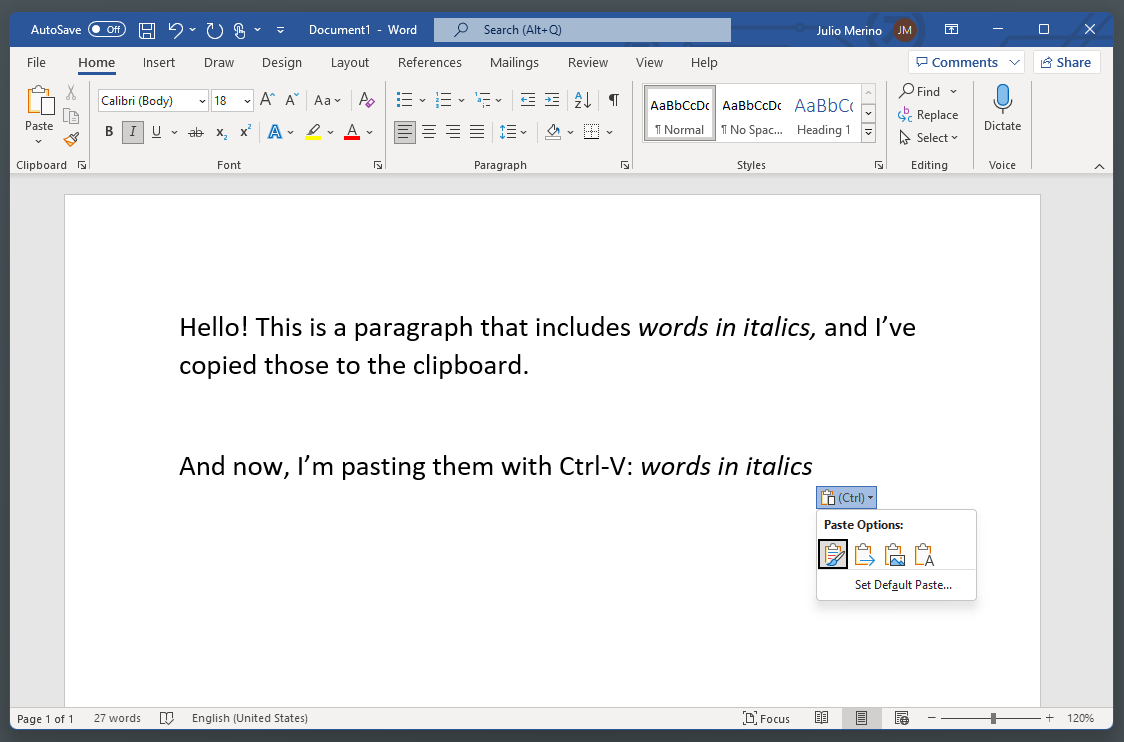 AutoSave Off Document1 - Word Search (Alt+Q) Julio Merino JM
File Home Insert Draw Design Layout References Mailings Review View Help Comments Share
Paste
Calibri (Body) 18 A A Aa A
B I U ab x₂ x² A A
AaBbCcDc AaBbCcDc AaBbCc
¶ Normal ¶ No Spac... Heading 1
Find
Replace
Select
Dictate
Clipboard Font Paragraph Styles Editing Voice
Hello! This is a paragraph that includes words in italics, and I’ve
copied those to the clipboard.
And now, I’m pasting them with Ctrl-V: words in italics
(Ctrl)
Paste Options:
Set Default Paste...
Page 1 of 1 27 words English (United States) Focus 120%